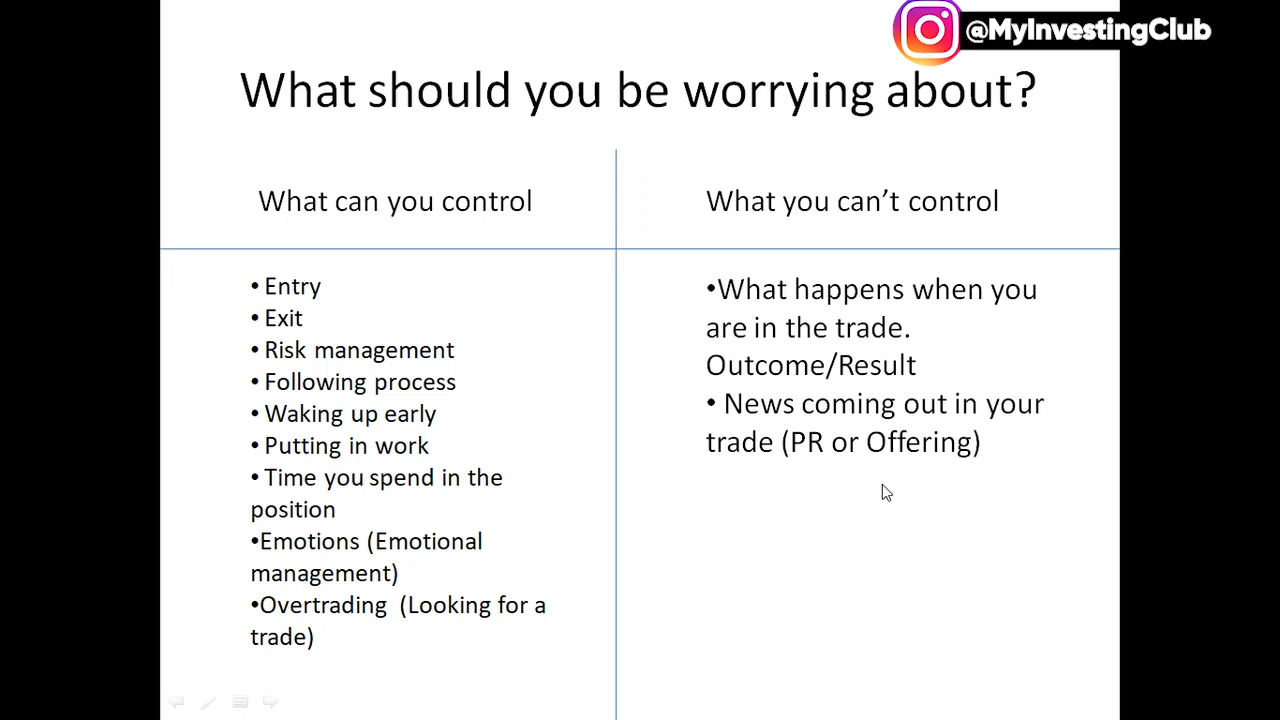 @MyInvestingClub
What should you be worrying about?
What can you control
• Entry
• Exit
• Risk management
• Following process
• Waking up early
• Putting in work
• Time you spend in the
position
•Emotions (Emotional
management)
•Overtrading (Looking for a
trade)
What you can’t control
•What happens when you
are in the trade.
Outcome/Result
• News coming out in your
trade (PR or Offering)